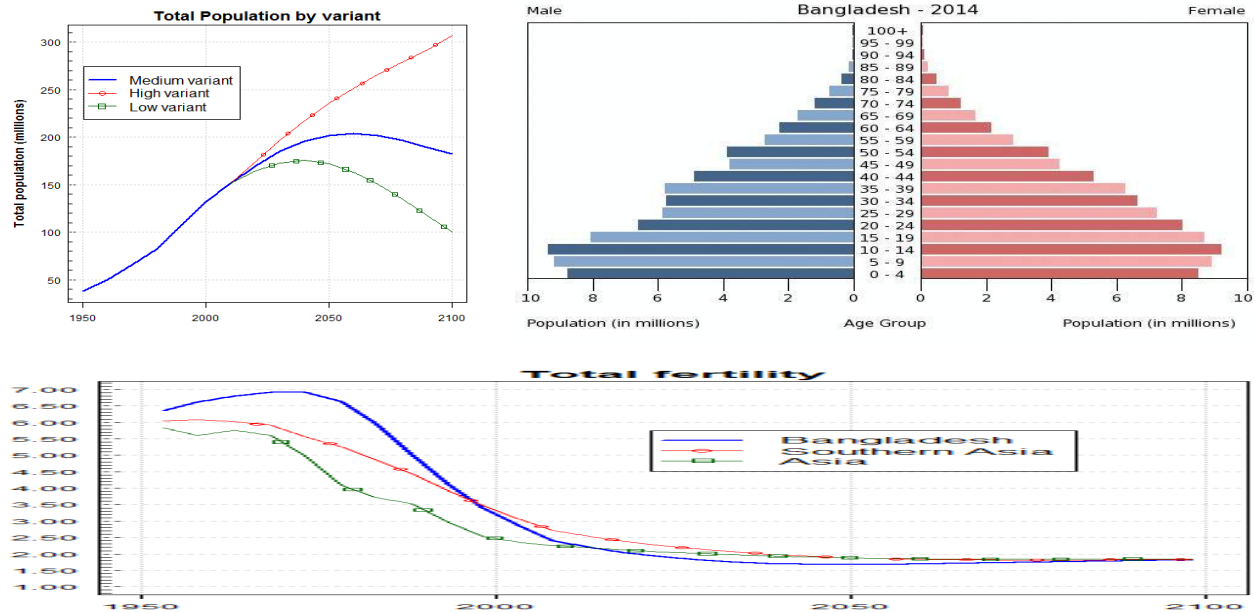 Total Population by variant
Total population (millions)
300
250
200
150
100
50
Medium variant
High variant
Low variant
1950 2000 2050 2100
Male Bangladesh - 2014 Female
100+
95 - 99
90 - 94
85 - 89
80 - 84
75 - 79
70 - 74
65 - 69
60 - 64
55 - 59
50 - 54
45 - 49
40 - 44
35 - 39
30 - 34
25 - 29
20 - 24
15 - 19
10 - 14
5 - 9
0 - 4
10 8 6 4 2 0 0 2 4 6 8 10
Population (in millions) Age Group Population (in millions)
Total fertility
7.00
6.50
6.00
5.50
5.00
4.50
4.00
3.50
3.00
2.50
2.00
1.50
1.00
Bangladesh
Southern Asia
Asia
1950 2000 2050 2100